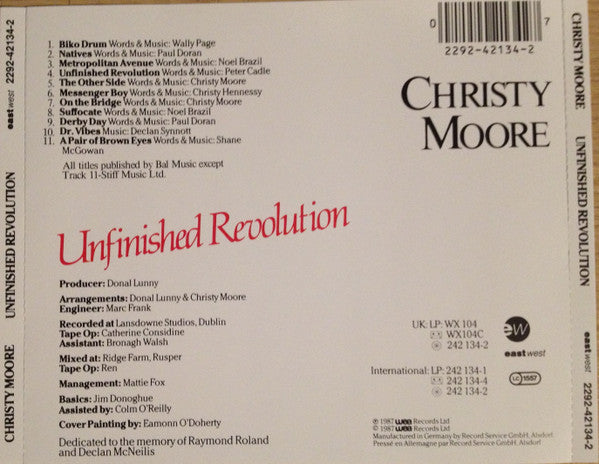 CHRISTY MOORE UNFINISHED REVOLUTION eastwest 2292-42134-2
1. Biko Drum Words & Music: Wally Page
2. Natives Words & Music: Paul Doran
3. Metropolitan Avenue Words & Music: Noel Brazil
4. Unfinished Revolution Words & Music: Peter Cadle
5. The Other Side Words & Music: Christy Moore
6. Messenger Boy Words & Music: Christy Hennessy
7. On the Bridge Words & Music: Christy Moore
8. Suffocate Words & Music: Noel Brazil
9. Derby Day Words & Music: Paul Doran
10. Dr. Vibes Music: Declan Synnott
11. A Pair of Brown Eyes Words & Music: Shane
McGowan
All titles published by Bal Music except
Track 11-Stiff Music Ltd.
0 7
2292-42134-2
CHRISTY
MOORE
Unfinished Revolution
Producer: Donal Lunny
Arrangements: Donal Lunny & Christy Moore
Engineer: Marc Frank
Recorded at Lansdowne Studios, Dublin
Tape Op: Catherine Considine
Assistant: Bronagh Walsh
Mixed at: Ridge Farm, Rusper
Tape Op: Ren
Management: Mattie Fox
Basics: Jim Donoghue
Assisted by: Colm O'Reilly
Cover Painting by: Eamonn O'Doherty
Dedicated to the memory of Raymond Roland
and Declan McNeilis
UK: LP: WX 104
WX 104C
242 134-2
International: LP: 242 134-1
242 134-4
242 134-2
ew
eastwest
LC 1557
℗ 1987 wea Records Ltd
© 1987 wea Records Ltd
Manufactured in Germany by Record Service GmbH, Alsdorf
Pressé en Allemagne par Record Service GmbH, Alsdorf
CHRISTY MOORE UNFINISHED REVOLUTION eastwest 2292-42134-2